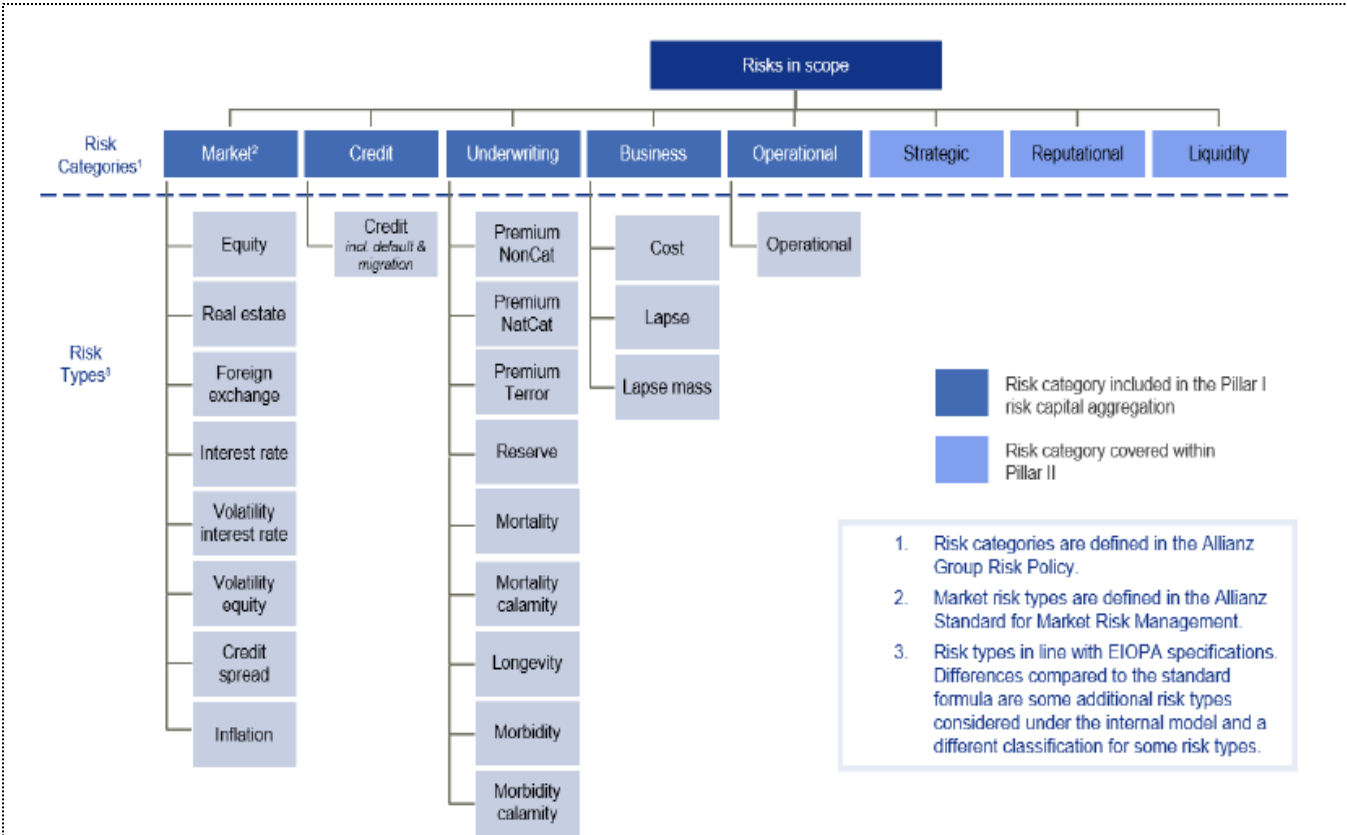 Risks in scope
Risk
Categories¹
Market²
Credit
Underwriting
Business
Operational
Strategic
Reputational
Liquidity
Risk
Types³
Equity
Real estate
Foreign
exchange
Interest rate
Volatility
interest rate
Volatility
equity
Credit
spread
Inflation
Credit
incl. default &
migration
Premium
NonCat
Premium
NatCat
Premium
Terror
Reserve
Mortality
Mortality
calamity
Longevity
Morbidity
Morbidity
calamity
Cost
Lapse
Lapse mass
Operational
Risk category included in the Pillar I
risk capital aggregation
Risk category covered within
Pillar II
1. Risk categories are defined in the Allianz
Group Risk Policy.
2. Market risk types are defined in the Allianz
Standard for Market Risk Management.
3. Risk types in line with EIOPA specifications.
Differences compared to the standard
formula are some additional risk types
considered under the internal model and a
different classification for some risk types.